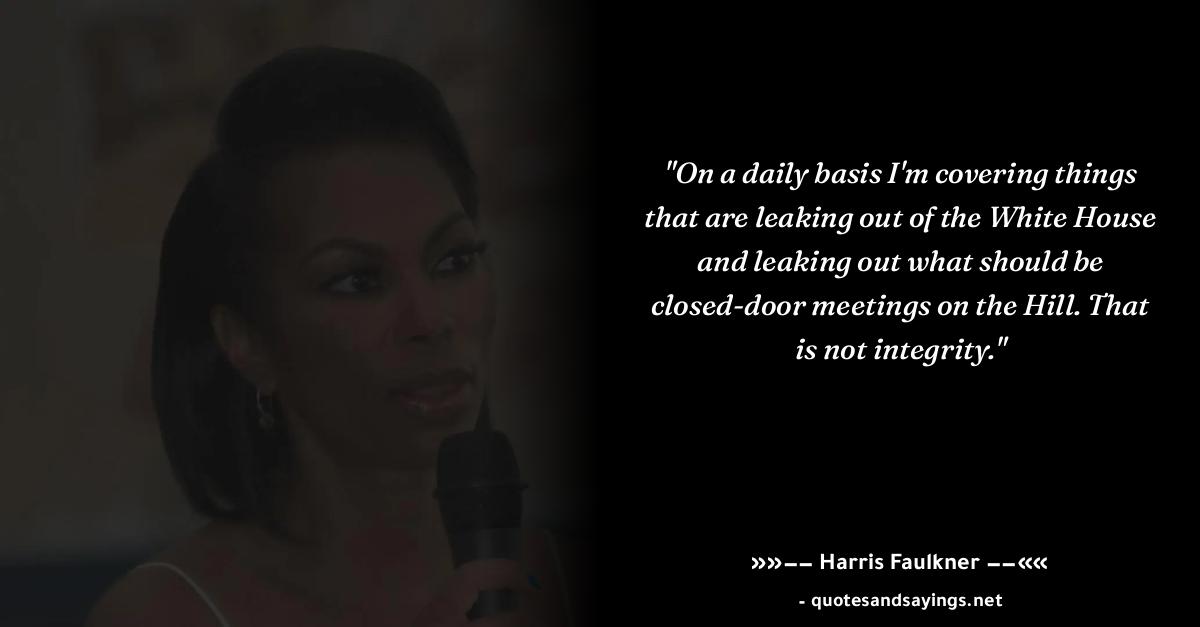 "On a daily basis I'm covering things
that are leaking out of the White House
and leaking out what should be
closed-door meetings on the Hill. That
is not integrity."
»»−− Harris Faulkner −−««
- quotesandsayings.net